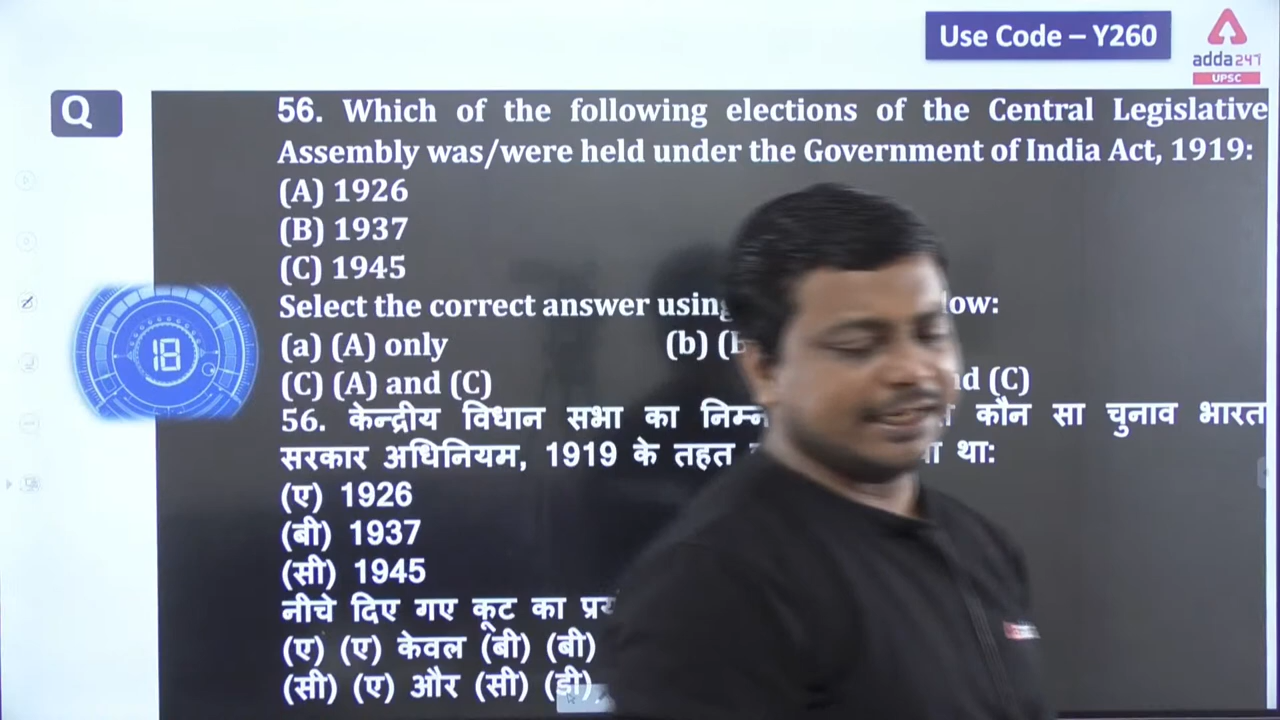 Use Code – Y260
adda247
UPSC
Q
56. Which of the following elections of the Central Legislative
Assembly was/were held under the Government of India Act, 1919:
(A) 1926
(B) 1937
(C) 1945
Select the correct answer using
(a) (A) only (b)
(C) (A) and (C) (C)
18
56. केन्द्रीय विधान सभा का कौन सा चुनाव भारत
सरकार अधिनियम, 1919 के तहत था:
(ए) 1926
(बी) 1937
(सी) 1945
नीचे दिए गए कूट का
(ए) (ए) केवल (बी) (बी)
(सी) (ए) और (सी) (डी)